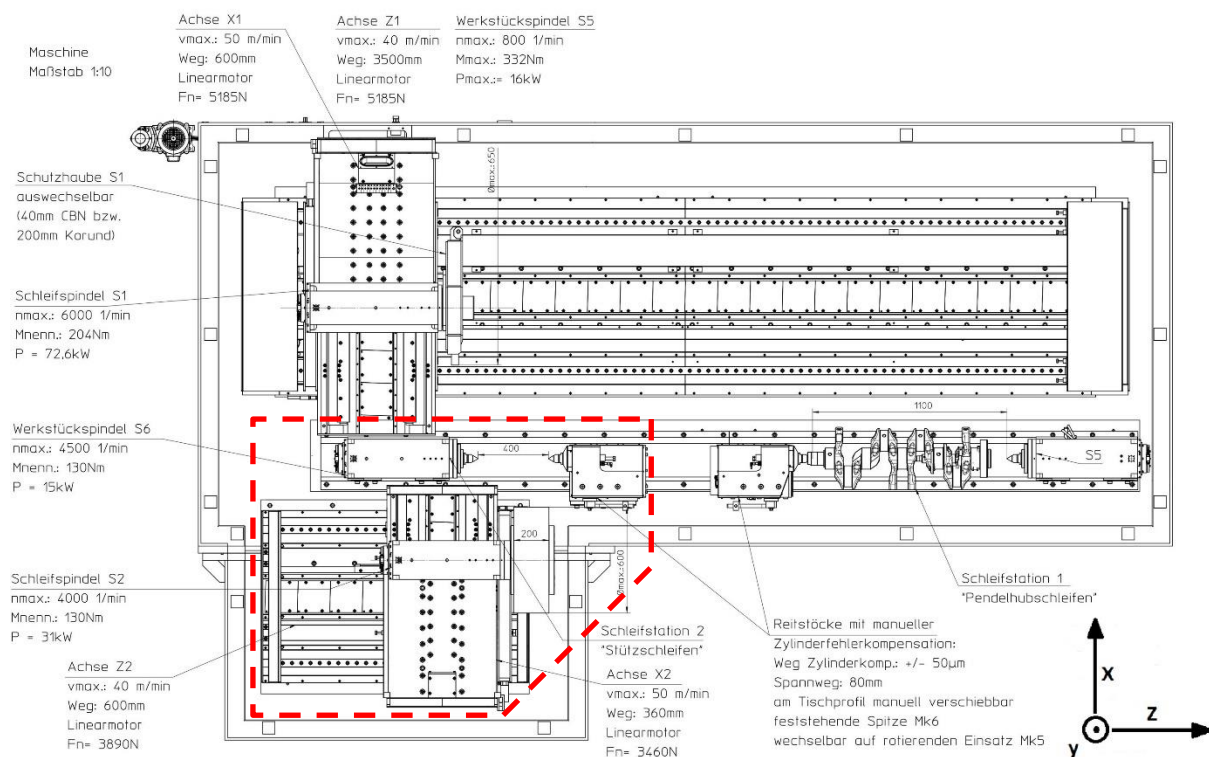 Maschine
Maßstab 1:10
Achse X1
vmax.: 50 m/min
Weg: 600mm
Linearmotor
Fn= 5185N
Achse Z1
vmax.: 40 m/min
Weg: 3500mm
Linearmotor
Fn= 5185N
Werkstückspindel S5
nmax.: 800 1/min
Mmax.: 332Nm
Pmax.:= 16kW
Schutzhaube S1
auswechselbar
(40mm CBN bzw.
200mm Korund)
Ømax.:650
Schleifspindel S1
nmax.: 6000 1/min
Mnenn.: 204Nm
P = 72,6kW
Werkstückspindel S6
nmax.: 4500 1/min
Mnenn.: 130Nm
P = 15kW
400
1100
S5
Schleifspindel S2
nmax.: 4000 1/min
Mnenn.: 130Nm
P = 31kW
200
Ømax.:600
Schleifstation 1
"Pendelhubschleifen"
Achse Z2
vmax.: 40 m/min
Weg: 600mm
Linearmotor
Fn= 3890N
Schleifstation 2
"Stützschleifen"
Achse X2
vmax.: 50 m/min
Weg: 360mm
Linearmotor
Fn= 3460N
Reitstöcke mit manueller
Zylinderfehlerkompensation:
Weg Zylinderkomp.: +/- 50µm
Spannweg: 80mm
am Tischprofil manuell verschiebbar
feststehende Spitze Mk6
wechselbar auf rotierenden Einsatz Mk5
X
Z
y